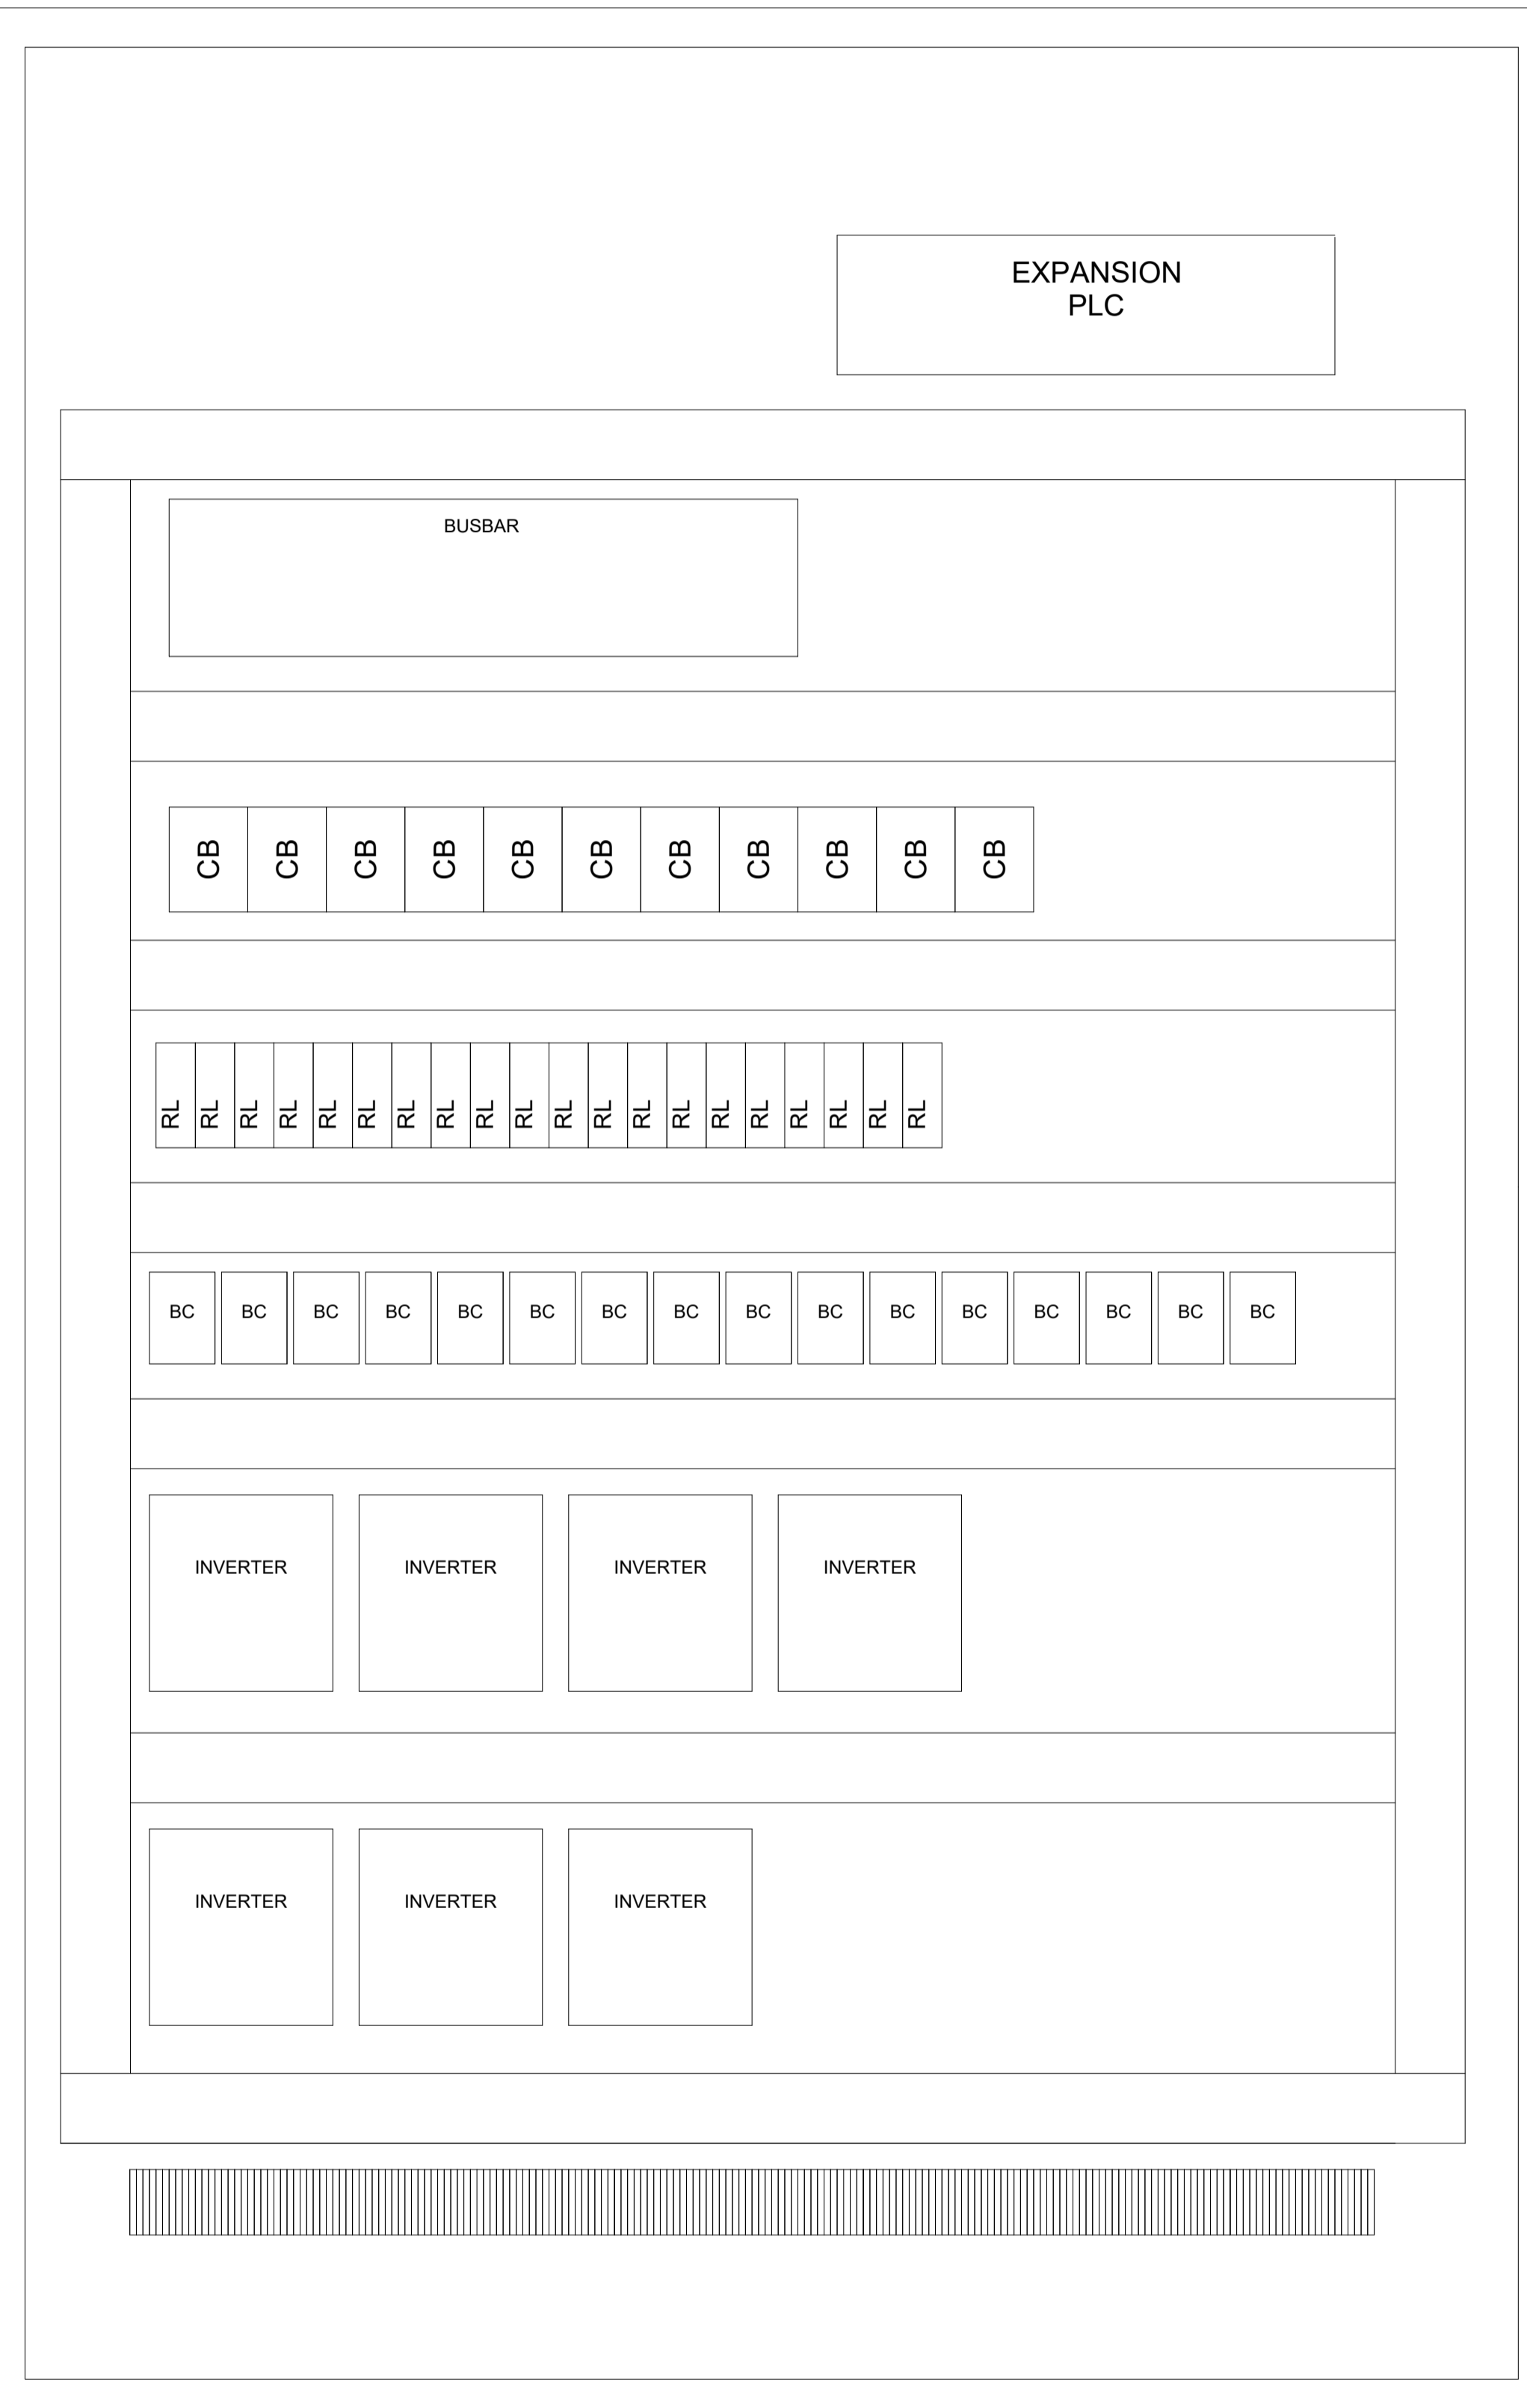 EXPANSION
PLC
BUSBAR
CB CB CB CB CB CB CB CB CB CB CB
RL RL RL RL RL RL RL RL RL RL RL RL RL RL RL RL RL RL RL RL
BC BC BC BC BC BC BC BC BC BC BC BC BC BC BC BC
INVERTER INVERTER INVERTER INVERTER
INVERTER INVERTER INVERTER